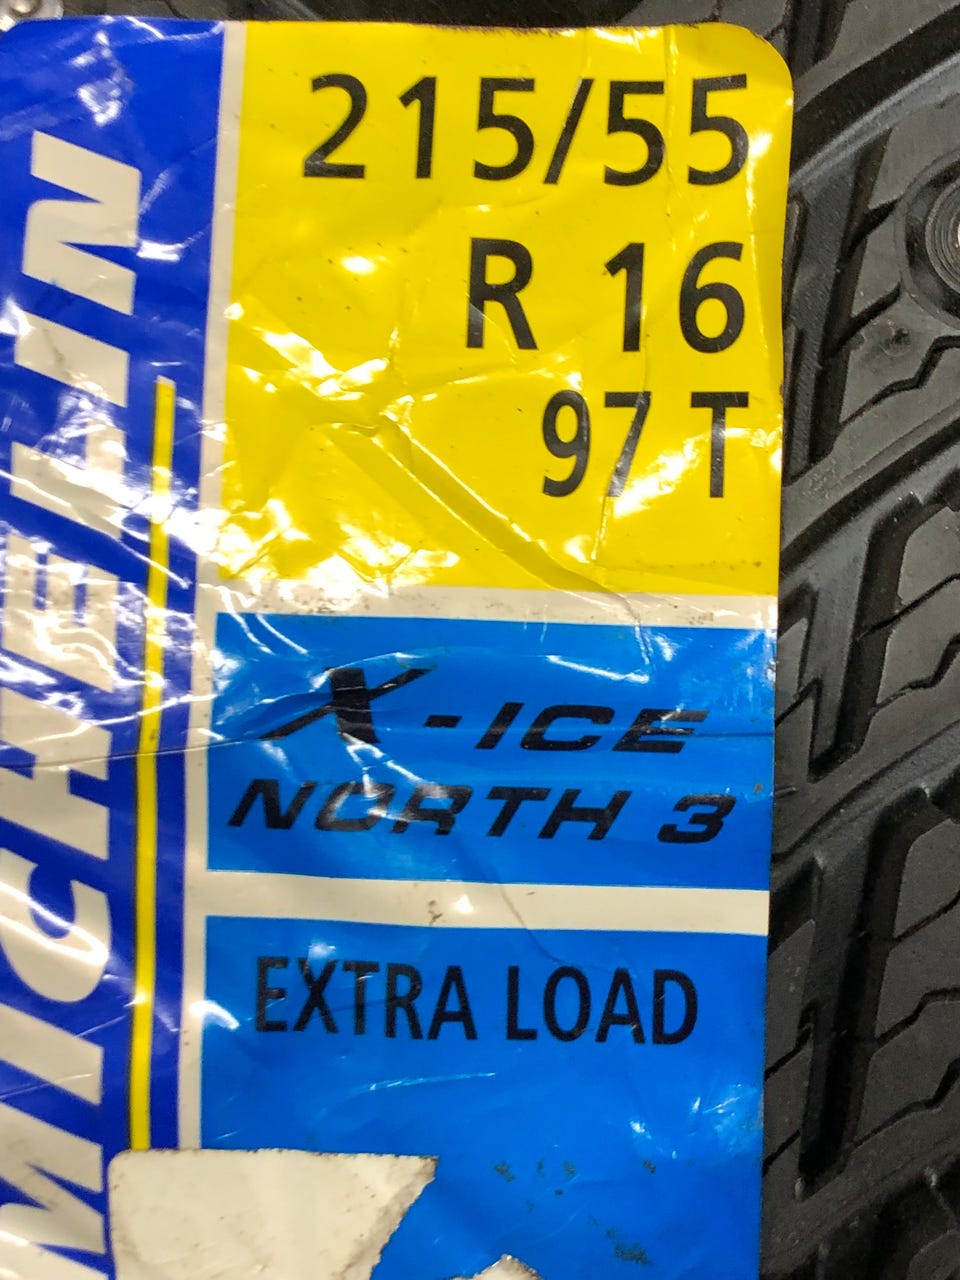 MICHELIN
215/55
R 16
97 T
X-ICE
NORTH 3
EXTRA LOAD